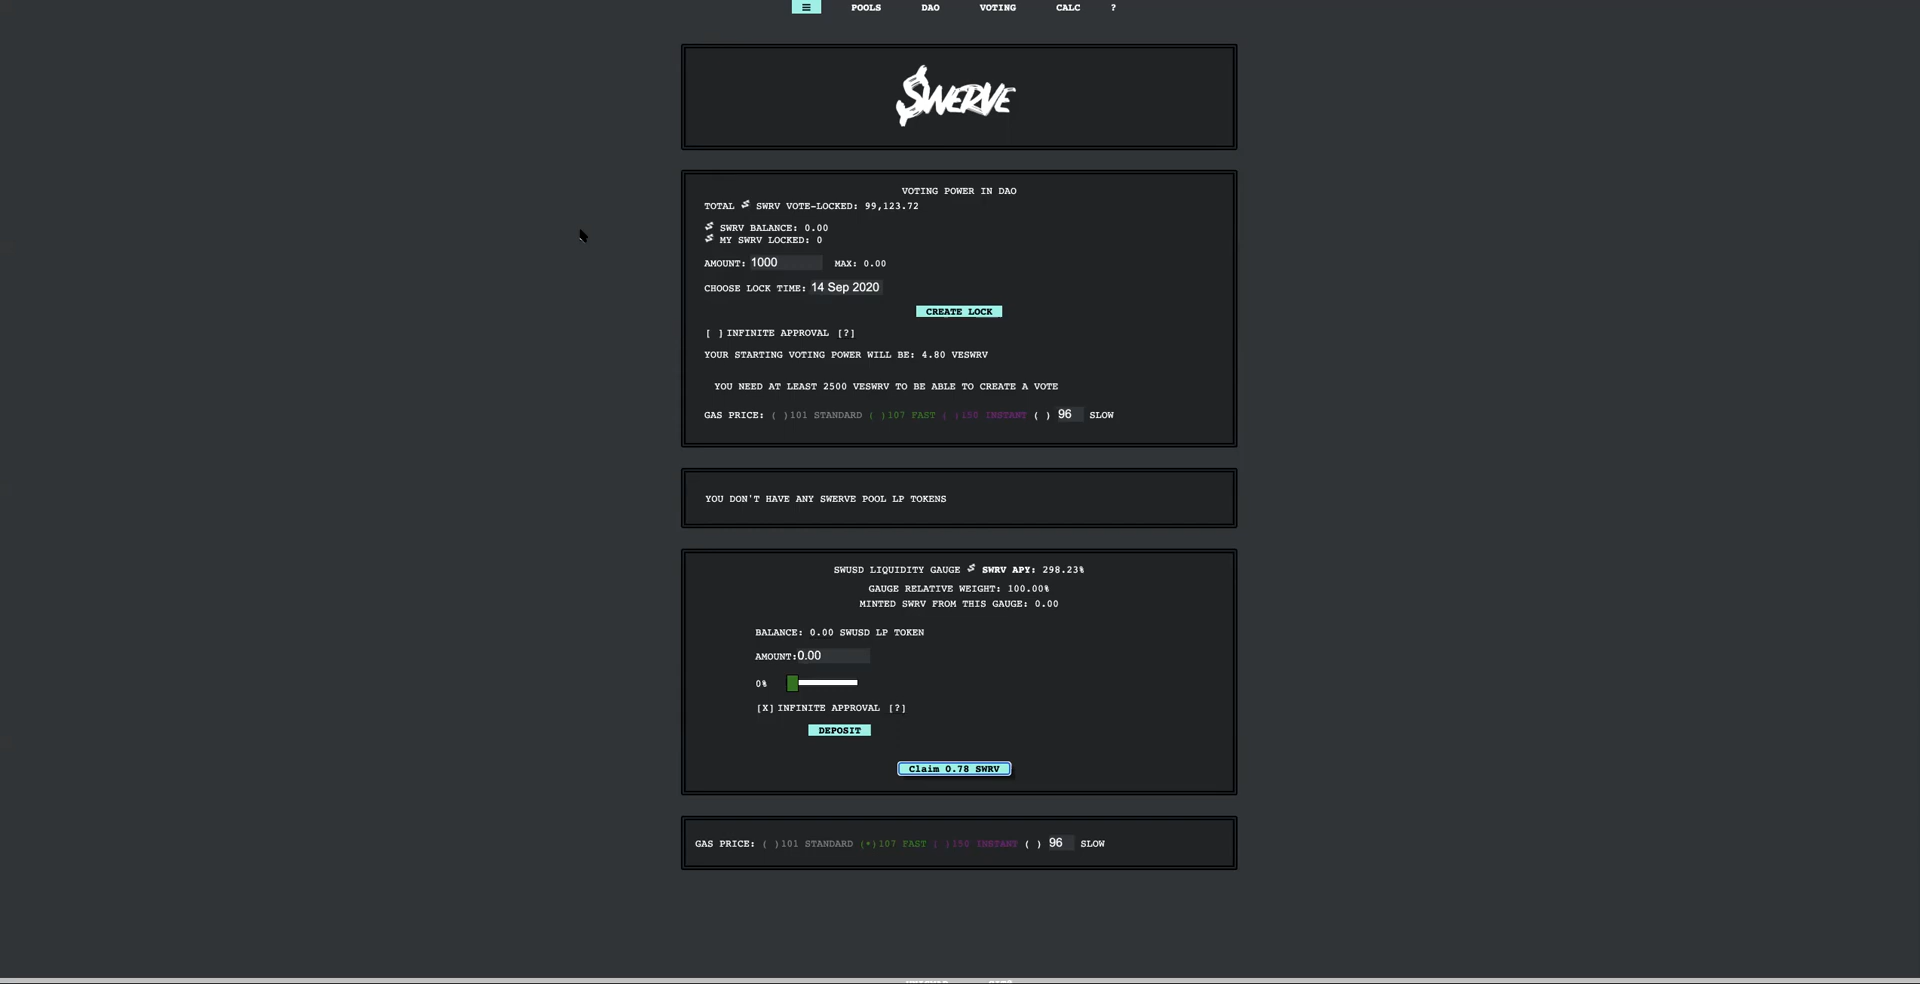 ☰ POOLS DAO VOTING CALC ?
SWERVE
VOTING POWER IN DAO
TOTAL SWRV VOTE-LOCKED: 99,123.72
SWRV BALANCE: 0.00
MY SWRV LOCKED: 0
AMOUNT: 1000 MAX: 0.00
CHOOSE LOCK TIME: 14 Sep 2020
CREATE LOCK
[ ] INFINITE APPROVAL [?]
YOUR STARTING VOTING POWER WILL BE: 4.80 VESWRV
YOU NEED AT LEAST 2500 VESWRV TO BE ABLE TO CREATE A VOTE
GAS PRICE: ( )101 STANDARD ( )107 FAST ( )150 INSTANT ( ) 96 SLOW
YOU DON'T HAVE ANY SWERVE POOL LP TOKENS
SWUSD LIQUIDITY GAUGE SWRV APY: 298.23%
GAUGE RELATIVE WEIGHT: 100.00%
MINTED SWRV FROM THIS GAUGE: 0.00
BALANCE: 0.00 SWUSD LP TOKEN
AMOUNT:0.00
0%
[X] INFINITE APPROVAL [?]
DEPOSIT
Claim 0.78 SWRV
GAS PRICE: ( )101 STANDARD (*)107 FAST ( )150 INSTANT ( ) 96 SLOW